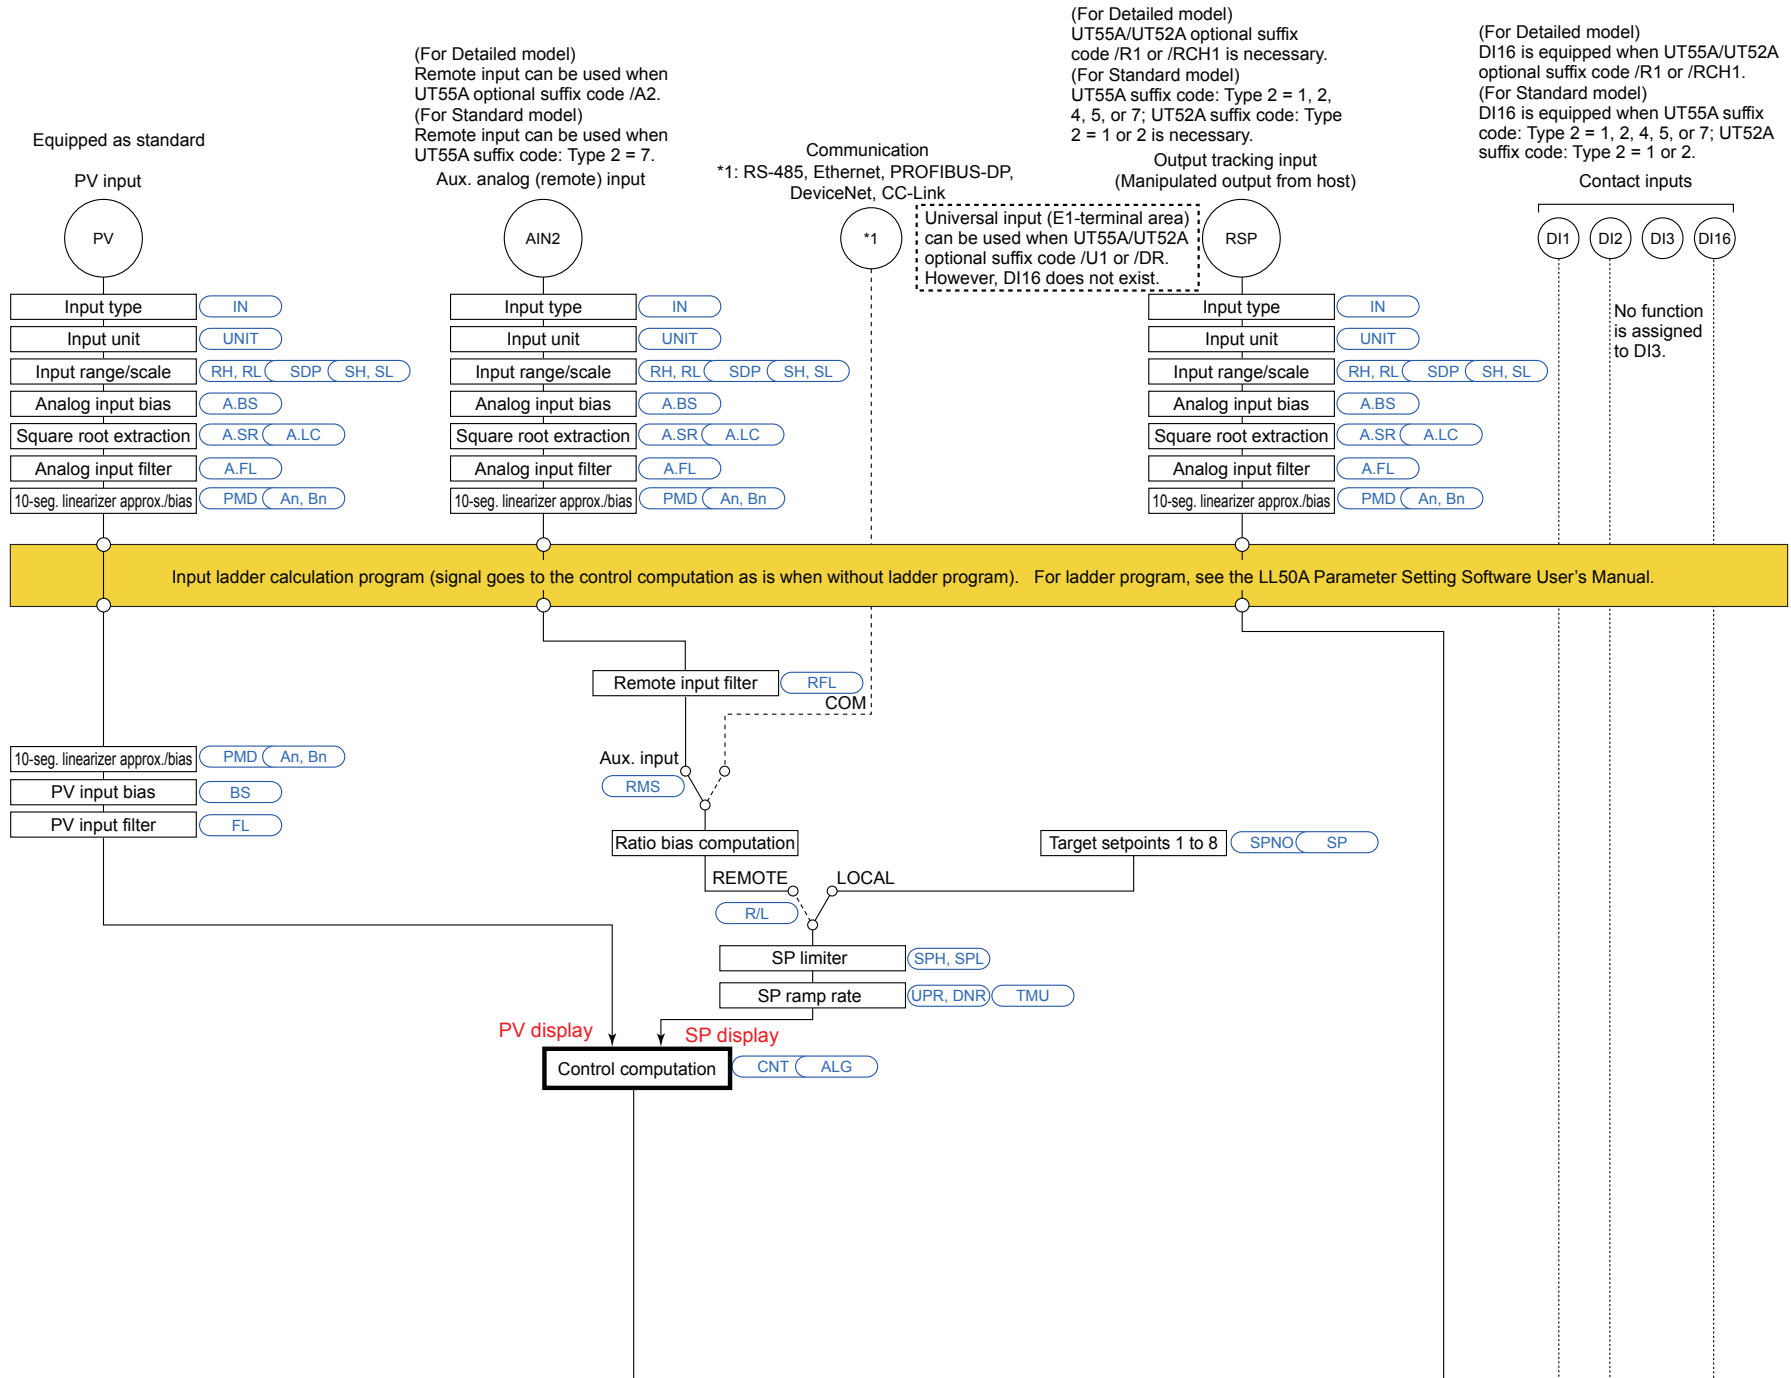 (For Detailed model)
UT55A/UT52A optional suffix
code /R1 or /RCH1 is necessary.
(For Standard model)
UT55A suffix code: Type 2 = 1, 2,
4, 5, or 7; UT52A suffix code: Type
2 = 1 or 2 is necessary.
(For Detailed model)
DI16 is equipped when UT55A/UT52A
optional suffix code /R1 or /RCH1.
(For Standard model)
DI16 is equipped when UT55A suffix
code: Type 2 = 1, 2, 4, 5, or 7; UT52A
suffix code: Type 2 = 1 or 2.
(For Detailed model)
Remote input can be used when
UT55A optional suffix code /A2.
(For Standard model)
Remote input can be used when
UT55A suffix code: Type 2 = 7.
Equipped as standard
PV input
Aux. analog (remote) input
Communication
*1: RS-485, Ethernet, PROFIBUS-DP,
DeviceNet, CC-Link
Output tracking input
(Manipulated output from host)
Contact inputs
PV
AIN2
*1
Universal input (E1-terminal area)
can be used when UT55A/UT52A
optional suffix code /U1 or /DR.
However, DI16 does not exist.
RSP
DI1
DI2
DI3
DI16
No function
is assigned
to DI3.
Input type
IN
Input unit
UNIT
Input range/scale
RH, RL
SDP
SH, SL
Analog input bias
A.BS
Square root extraction
A.SR
A.LC
Analog input filter
A.FL
10-seg. linearizer approx./bias
PMD
An, Bn
Input type
IN
Input unit
UNIT
Input range/scale
RH, RL
SDP
SH, SL
Analog input bias
A.BS
Square root extraction
A.SR
A.LC
Analog input filter
A.FL
10-seg. linearizer approx./bias
PMD
An, Bn
Input type
IN
Input unit
UNIT
Input range/scale
RH, RL
SDP
SH, SL
Analog input bias
A.BS
Square root extraction
A.SR
A.LC
Analog input filter
A.FL
10-seg. linearizer approx./bias
PMD
An, Bn
Input ladder calculation program (signal goes to the control computation as is when without ladder program). For ladder program, see the LL50A Parameter Setting Software User's Manual.
Remote input filter
RFL
COM
10-seg. linearizer approx./bias
PMD
An, Bn
PV input bias
BS
PV input filter
FL
Aux. input
RMS
Ratio bias computation
Target setpoints 1 to 8
SPNO
SP
REMOTE
LOCAL
R/L
SP limiter
SPH, SPL
SP ramp rate
UPR, DNR
TMU
PV display
SP display
Control computation
CNT
ALG